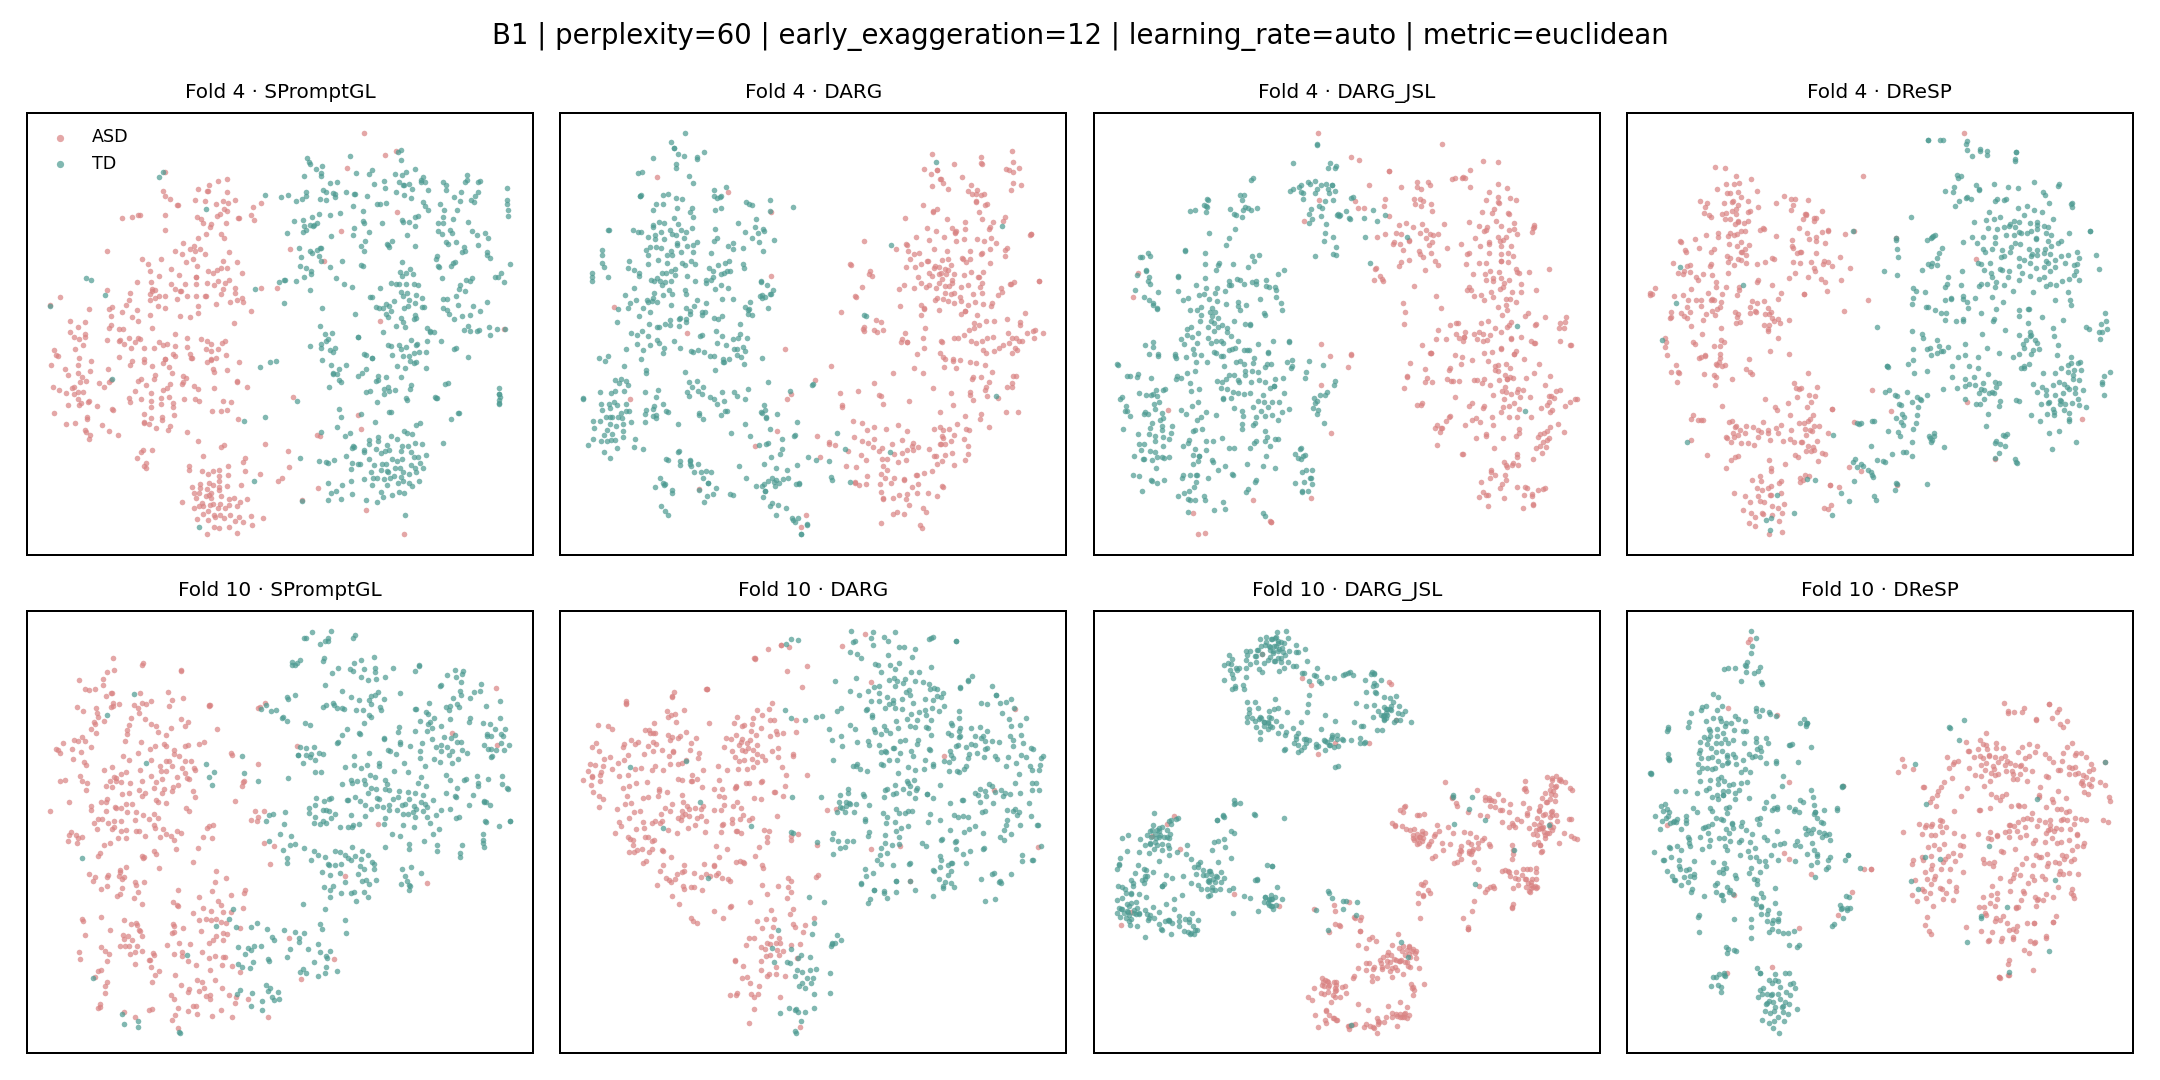 B1 | perplexity=60 | early_exaggeration=12 | learning_rate=auto | metric=euclidean
Fold 4 · SPromptGL
Fold 4 · DARG
Fold 4 · DARG_JSL
Fold 4 · DReSP
ASD
TD
Fold 10 · SPromptGL
Fold 10 · DARG
Fold 10 · DARG_JSL
Fold 10 · DReSP